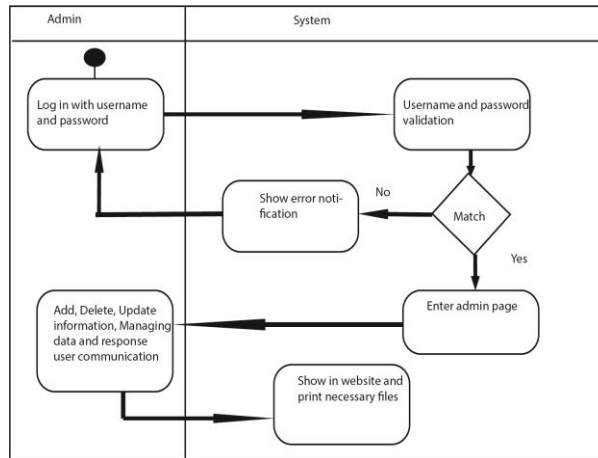 Admin
System
Log in with username
and password
Username and password
validation
Show error noti-
fication
No
Match
Yes
Add, Delete, Update
information, Managing
data and response
user communication
Enter admin page
Show in website and
print necessary files